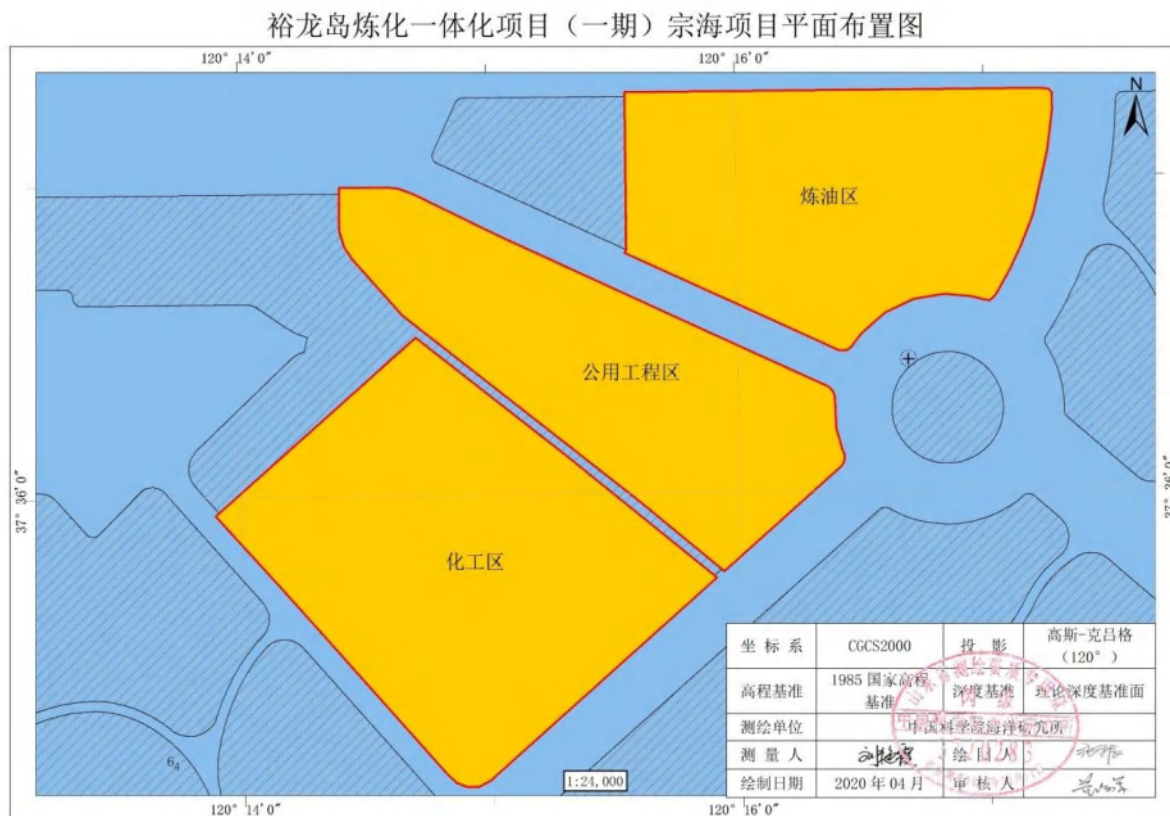 裕龙岛炼化一体化项目（一期）宗海项目平面布置图
120° 14′0″
120° 16′0″
N
炼油区
公用工程区
37° 36′0″
37° 36′0″
化工区
坐标系 CGCS2000 投影 高斯-克吕格
（120°）
高程基准 1985 国家高程
基准 深度基准 理论深度基准面
测绘单位 中国科学院海洋研究所
测量人 绘图人
绘制日期 2020 年 04 月 审核人
6₄
1:24,000
120° 14′0″
120° 16′0″